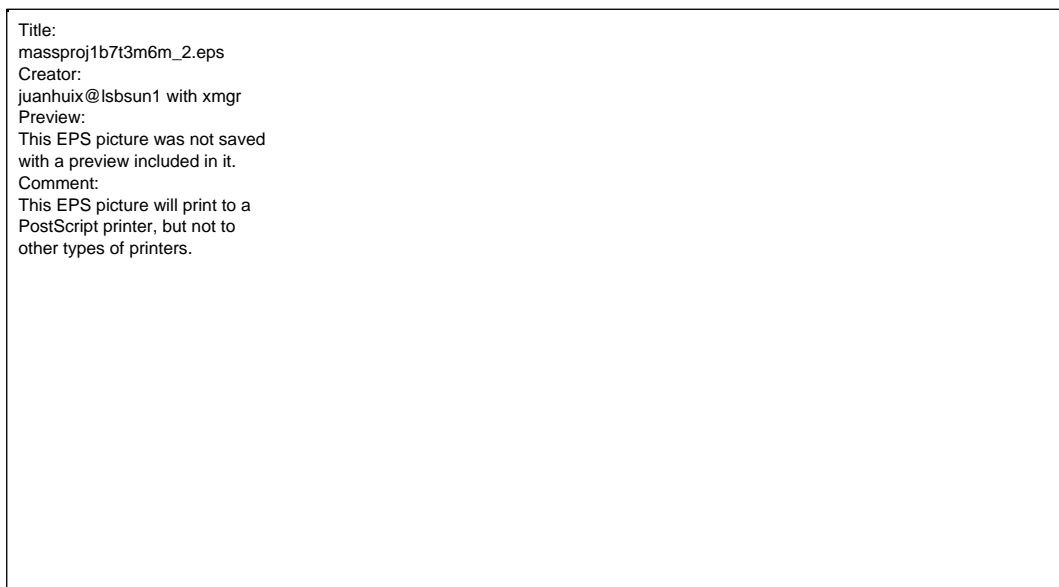 Title:
massproj1b7t3m6m_2.eps
Creator:
juanhuix@lsbsun1 with xmgr
Preview:
This EPS picture was not saved
with a preview included in it.
Comment:
This EPS picture will print to a
PostScript printer, but not to
other types of printers.